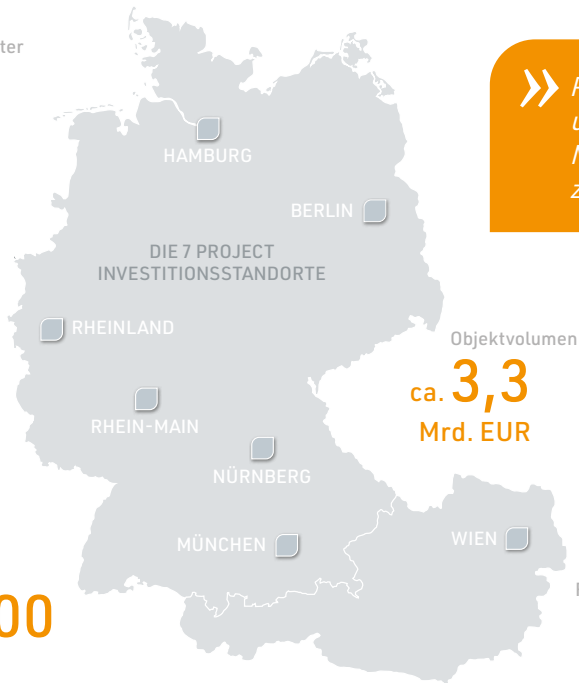 ter
HAMBURG
BERLIN
DIE 7 PROJECT
INVESTITIONSSTANDORTE
RHEINLAND
Objektvolumen
ca. 3,3
Mrd. EUR
RHEIN-MAIN
NÜRNBERG
MÜNCHEN
WIEN
00